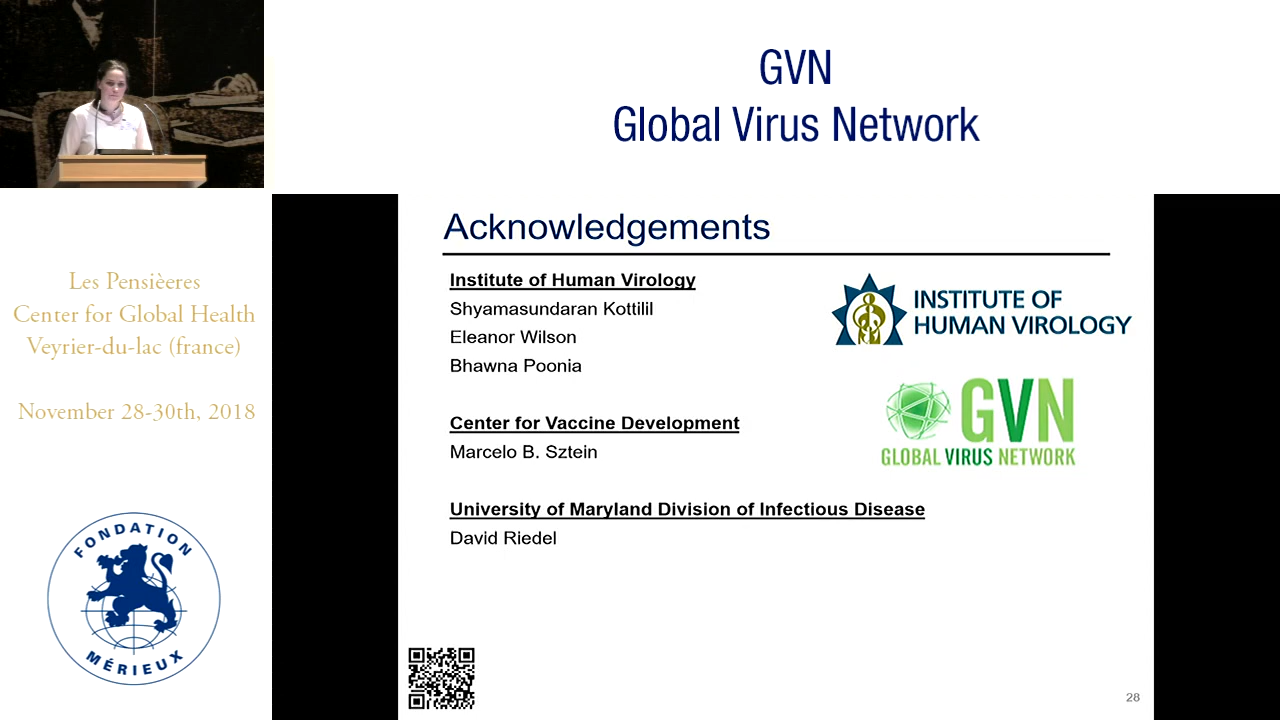 GVN
Global Virus Network
Les Pensièeres
Center for Global Health
Veyrier-du-lac (france)
November 28-30th, 2018
FONDATION
MÉRIEUX
Acknowledgements
Institute of Human Virology
Shyamasundaran Kottilil
Eleanor Wilson
Bhawna Poonia
Center for Vaccine Development
Marcelo B. Sztein
University of Maryland Division of Infectious Disease
David Riedel
INSTITUTE OF
HUMAN VIROLOGY
GVN
GLOBAL VIRUS NETWORK
28